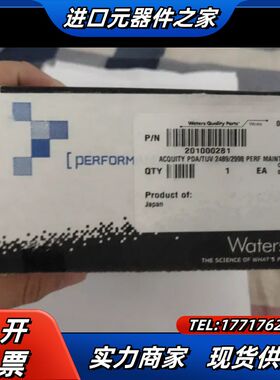 进口元器件之家
Waters Quality Parts
P/N
201000281
[PERFORM
ACQUITY PDA/TUV 2489/2998 PERF MAINT
QTY
1
EA
Product of:
Japan
Waters
THE SCIENCE OF WHAT'S P
开
票
TEL:1771762
实力商家 现货供